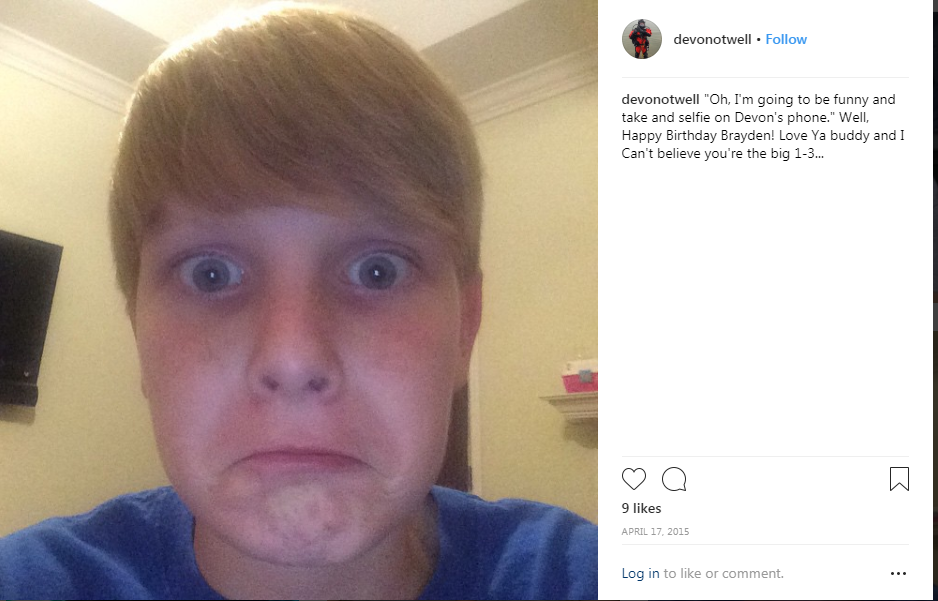 devonotwell • Follow
devonotwell "Oh, I'm going to be funny and
take and selfie on Devon's phone." Well,
Happy Birthday Brayden! Love Ya buddy and I
Can't believe you're the big 1-3...
9 likes
APRIL 17, 2015
Log in to like or comment.